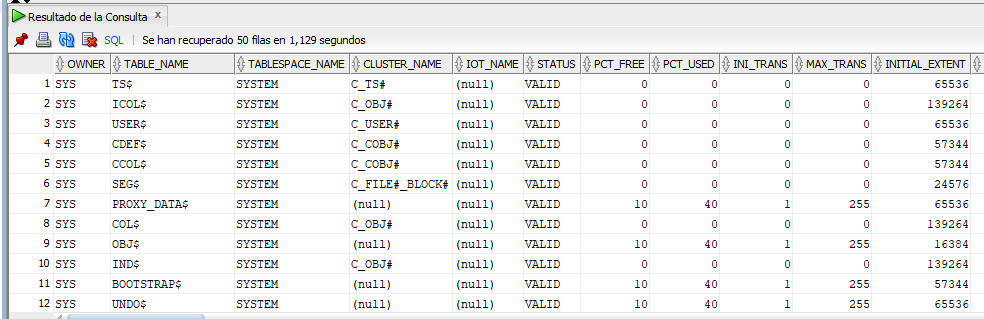 Resultado de la Consulta x
SQL | Se han recuperado 50 filas en 1,129 segundos
OWNER TABLE_NAME TABLESPACE_NAME CLUSTER_NAME IOT_NAME STATUS PCT_FREE PCT_USED INI_TRANS MAX_TRANS INITIAL_EXTENT
1 SYS TS$ SYSTEM C_TS# (null) VALID 0 0 0 0 65536
2 SYS ICOL$ SYSTEM C_OBJ# (null) VALID 0 0 0 0 139264
3 SYS USER$ SYSTEM C_USER# (null) VALID 0 0 0 0 65536
4 SYS CDEF$ SYSTEM C_COBJ# (null) VALID 0 0 0 0 57344
5 SYS CCOL$ SYSTEM C_COBJ# (null) VALID 0 0 0 0 57344
6 SYS SEG$ SYSTEM C_FILE#_BLOCK# (null) VALID 0 0 0 0 24576
7 SYS PROXY_DATA$ SYSTEM (null) (null) VALID 10 40 1 255 65536
8 SYS COL$ SYSTEM C_OBJ# (null) VALID 0 0 0 0 139264
9 SYS OBJ$ SYSTEM (null) (null) VALID 10 40 1 255 16384
10 SYS IND$ SYSTEM C_OBJ# (null) VALID 0 0 0 0 139264
11 SYS BOOTSTRAP$ SYSTEM (null) (null) VALID 10 40 1 255 57344
12 SYS UNDO$ SYSTEM (null) (null) VALID 10 40 1 255 65536